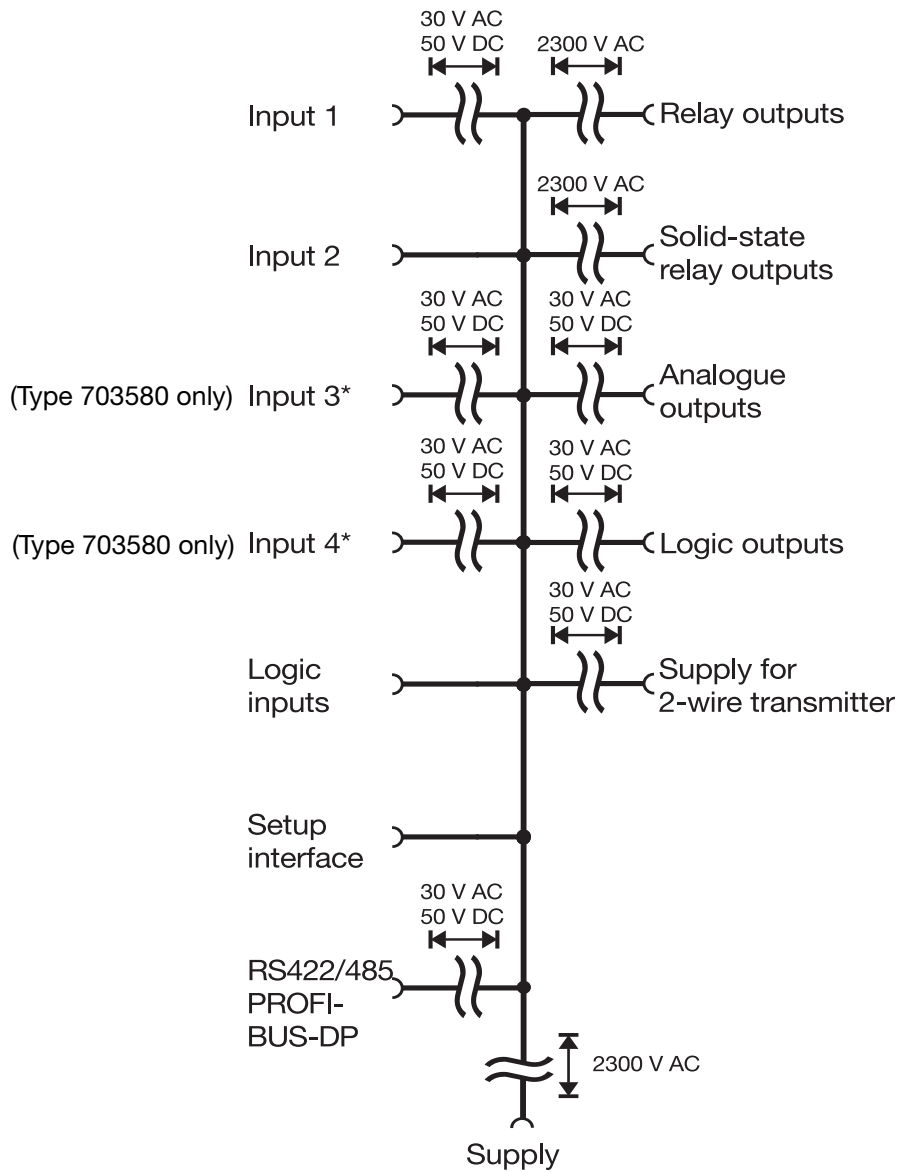 30 V AC
50 V DC
2300 V AC
Input 1
Relay outputs
2300 V AC
Input 2
Solid-state
relay outputs
30 V AC
50 V DC
30 V AC
50 V DC
(Type 703580 only) Input 3*
Analogue
outputs
30 V AC
50 V DC
30 V AC
50 V DC
(Type 703580 only) Input 4*
Logic outputs
30 V AC
50 V DC
Logic
inputs
Supply for
2-wire transmitter
Setup
interface
30 V AC
50 V DC
RS422/485
PROFI-
BUS-DP
2300 V AC
Supply